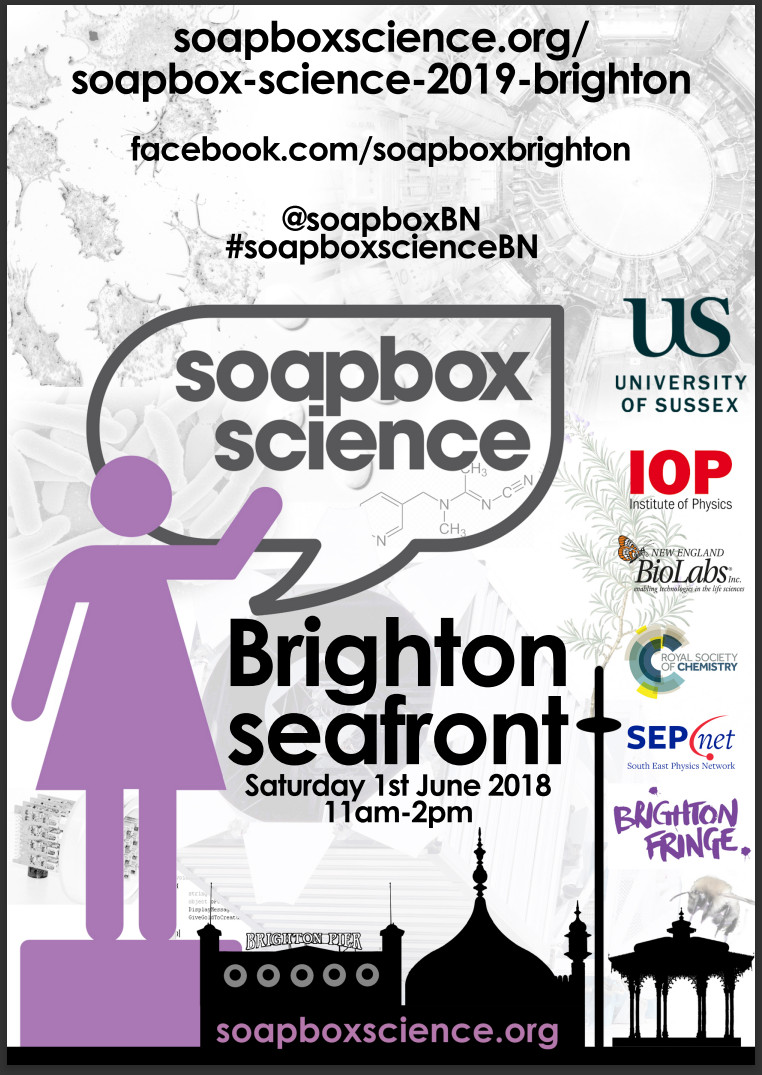 soapboxscience.org/
soapbox-science-2019-brighton
facebook.com/soapboxbrighton
@soapboxBN
#soapboxscienceBN
soapbox
science
US
UNIVERSITY
OF SUSSEX
IOP
Institute of Physics
CH₃
N
N
C≡N
CH₃
N
NEW ENGLAND
BioLabs® Inc.
enabling technologies in the life sciences
ROYAL SOCIETY
OF CHEMISTRY
Brighton
seafront
Saturday 1st June 2018
11am-2pm
SEPnet
South East Physics Network
BRIGHTON
FRINGE.
BRIGHTON PIER
soapboxscience.org